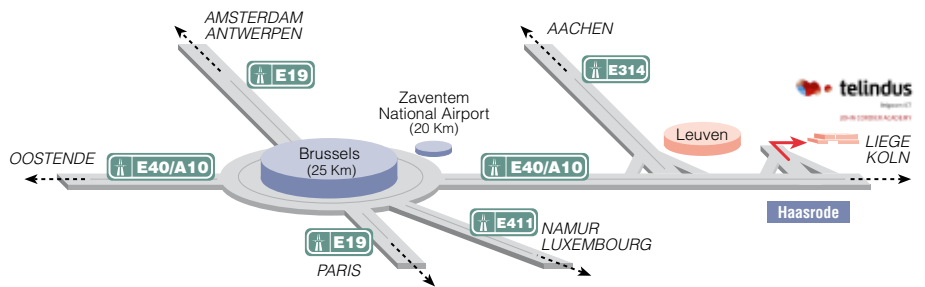 AMSTERDAM
ANTWERPEN
E19
AACHEN
E314
Zaventem
National Airport
(20 Km)
telindus
Leuven
LIEGE
KOLN
OOSTENDE
E40/A10
Brussels
(25 Km)
E40/A10
Haasrode
E411
NAMUR
LUXEMBOURG
E19
PARIS